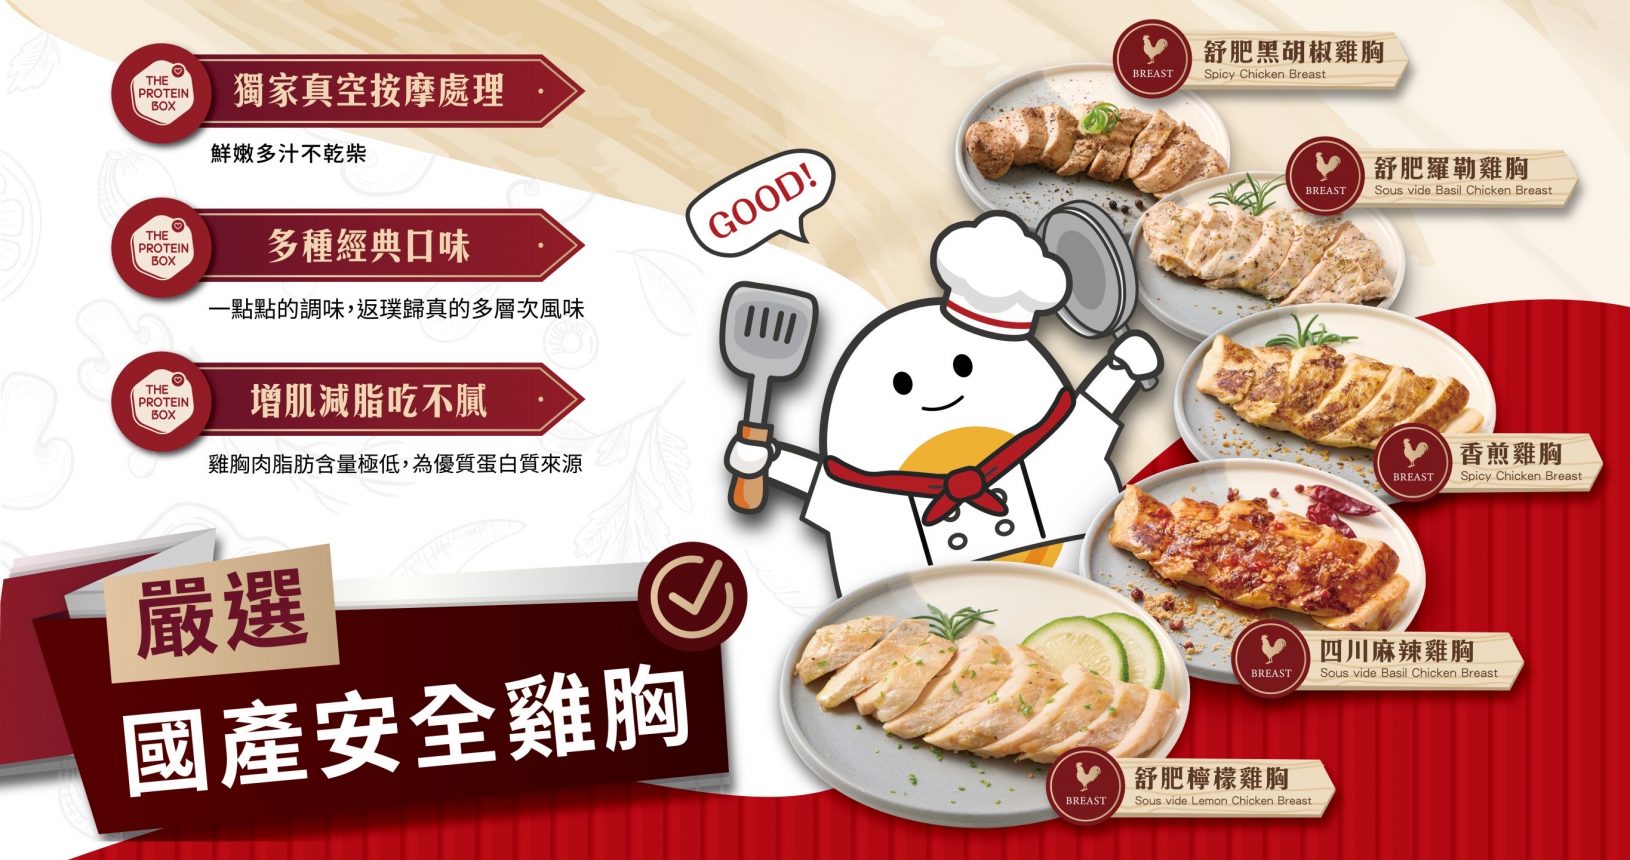 THE
PROTEIN
BOX
獨家真空按摩處理
鮮嫩多汁不乾柴
THE
PROTEIN
BOX
多種經典口味
一點點的調味,返璞歸真的多層次風味
THE
PROTEIN
BOX
增肌減脂吃不膩
雞胸肉脂肪含量極低,為優質蛋白質來源
嚴選
國產安全雞胸
GOOD!
BREAST
舒肥黑胡椒雞胸
Spicy Chicken Breast
BREAST
舒肥羅勒雞胸
Sous vide Basil Chicken Breast
BREAST
香煎雞胸
Spicy Chicken Breast
BREAST
四川麻辣雞胸
Sous vide Basil Chicken Breast
BREAST
舒肥檸檬雞胸
Sous vide Lemon Chicken Breast